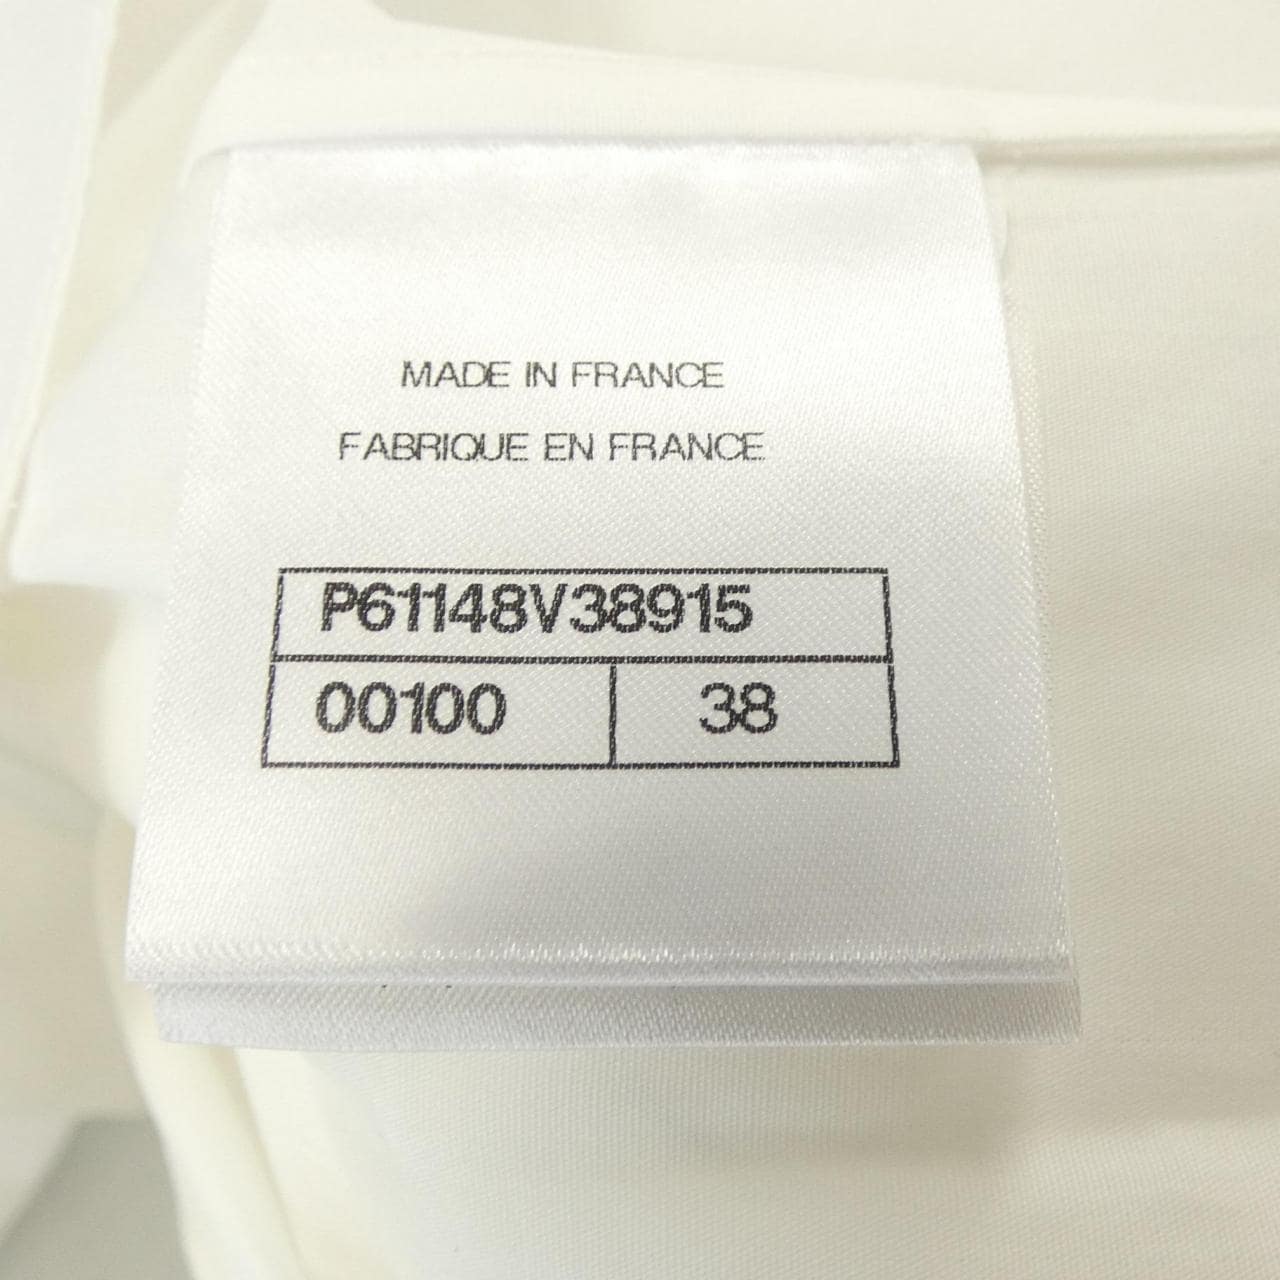 MADE IN FRANCE
FABRIQUE EN FRANCE
P61148V38915
00100 38